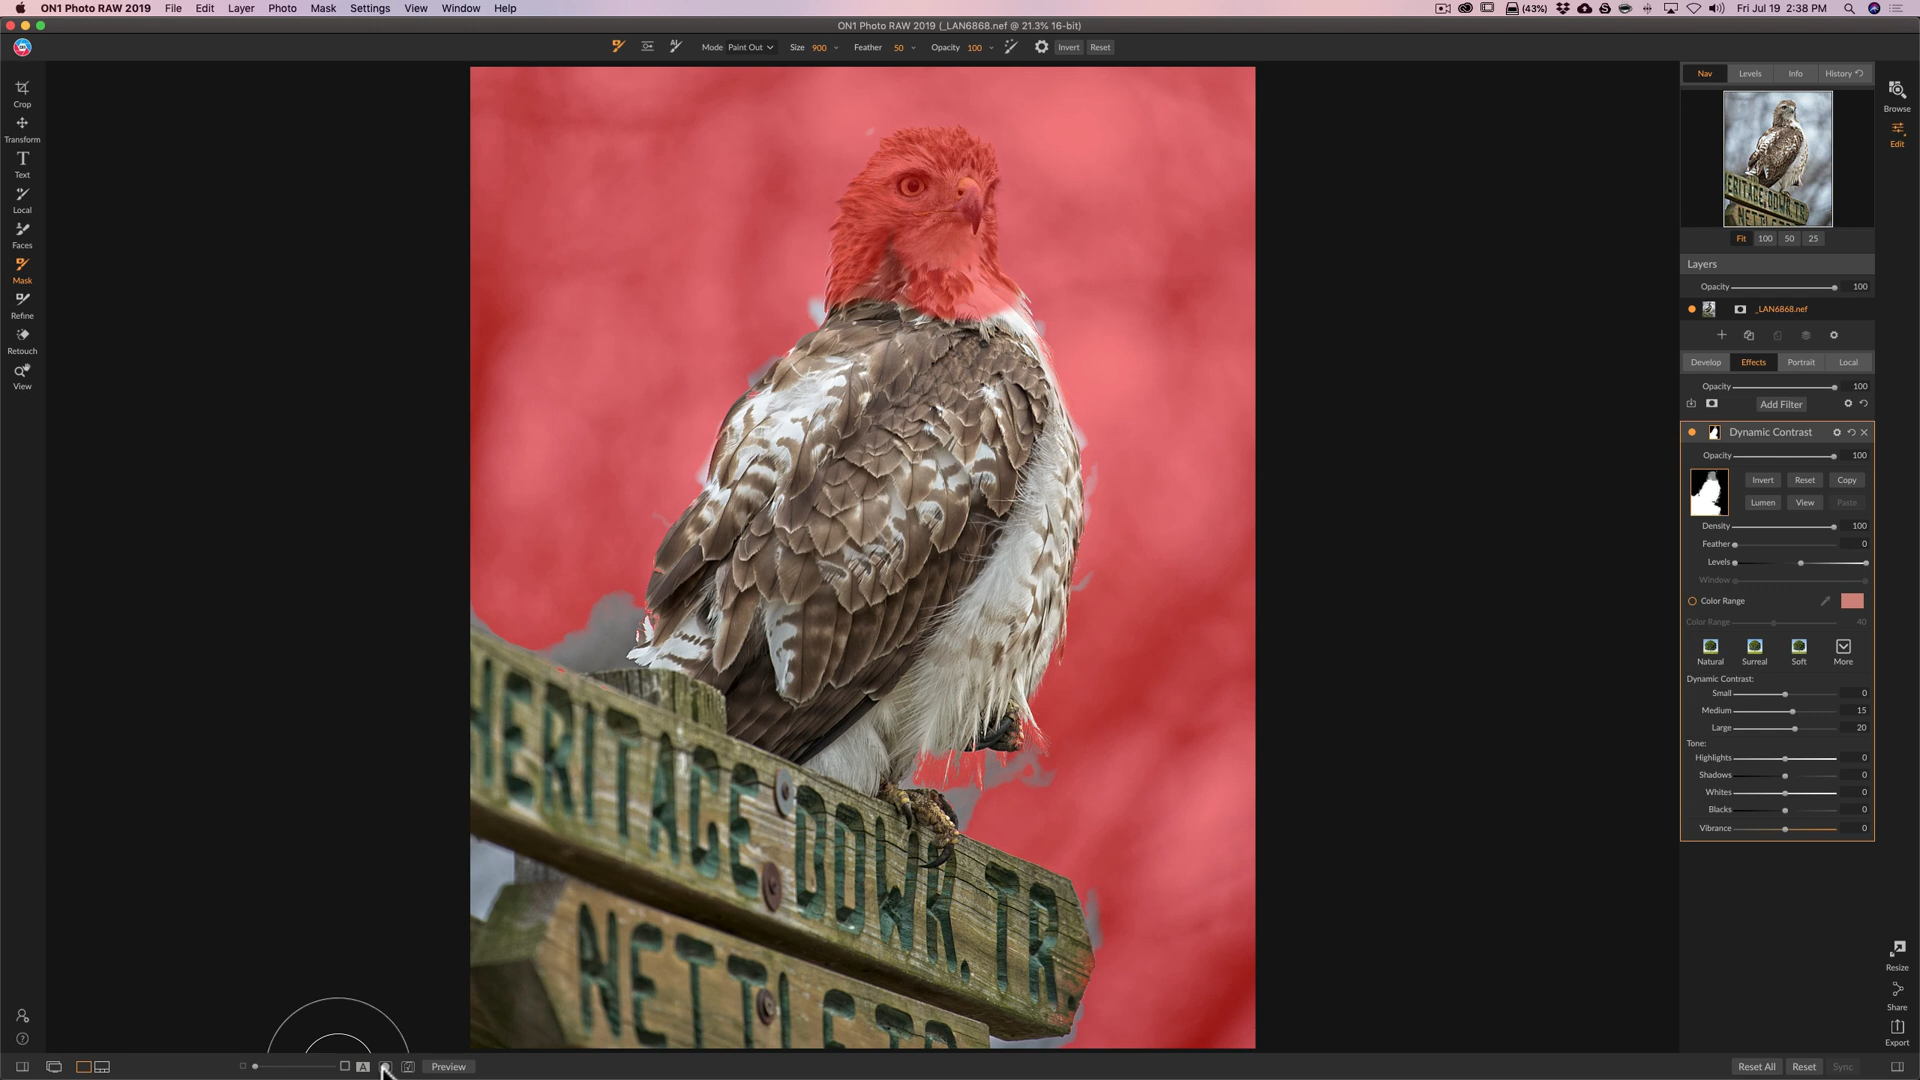 ON1 Photo RAW 2019 File Edit Layer Photo Mask Settings View Window Help (43%) Fri Jul 19 2:38 PM
ON1 Photo RAW 2019 (_LAN6868.nef @ 21.3% 16-bit)
Mode Paint Out Size 900 Feather 50 Opacity 100 Invert Reset
Crop
Transform
Text
Local
Faces
Mask
Refine
Retouch
View
HERITAGE DOWR. TR.
Nav Levels Info History
Fit 100 50 25
Layers
Opacity 100
_LAN6868.nef
Develop Effects Portrait Local
Opacity 100
Add Filter
Dynamic Contrast
Opacity 100
Invert Reset Copy
Lumen View Paste
Density 100
Feather 0
Levels
Window
Color Range
Color Range 40
Natural Surreal Soft More
Dynamic Contrast:
Small 0
Medium 15
Large 20
Tone:
Highlights 0
Shadows 0
Whites 0
Blacks 0
Vibrance 0
Browse
Edit
Resize
Share
Export
A Preview
Reset All Reset Sync